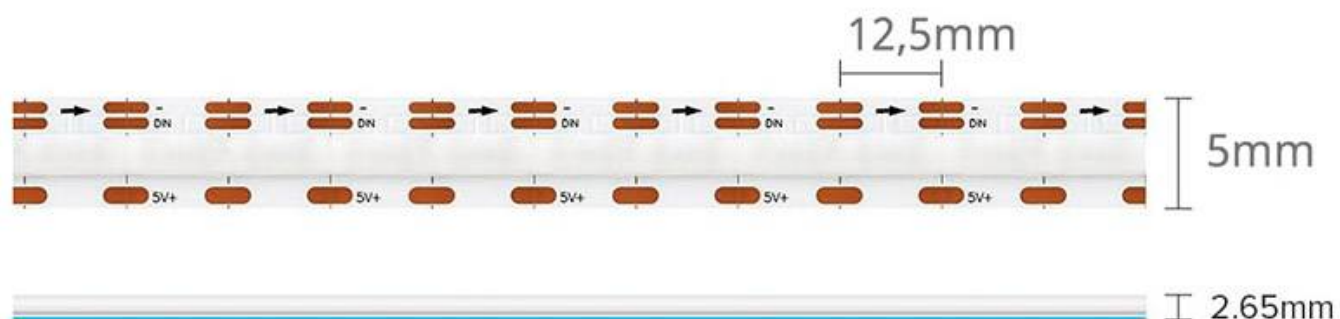 12,5mm
- - - - -
DIN DIN DIN DIN DIN
5mm
5V+ 5V+ 5V+ 5V+ 5V+
2.65mm